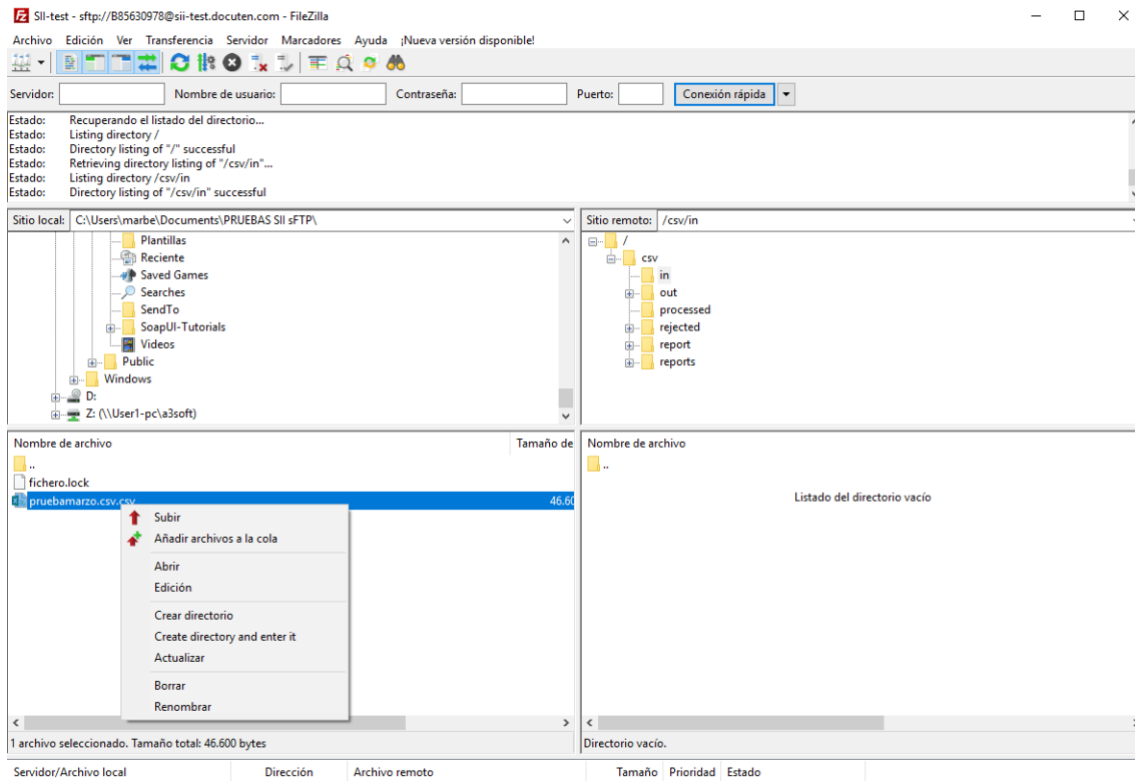 SII-test - sftp://B85630978@sii-test.docuten.com - FileZilla
Archivo Edición Ver Transferencia Servidor Marcadores Ayuda ¡Nueva versión disponible!
Servidor: Nombre de usuario: Contraseña: Puerto: Conexión rápida
Estado: Recuperando el listado del directorio...
Estado: Listing directory /
Estado: Directory listing of "/" successful
Estado: Retrieving directory listing of "/csv/in"...
Estado: Listing directory /csv/in
Estado: Directory listing of "/csv/in" successful
Sitio local: C:\Users\marbe\Documents\PRUEBAS SII sFTP\
Plantillas
Reciente
Saved Games
Searches
SendTo
SoapUI-Tutorials
Videos
Public
Windows
D:
Z: (\\User1-pc\a3soft)
Sitio remoto: /csv/in
/
csv
in
out
processed
rejected
report
reports
Nombre de archivo Tamaño de
..
fichero.lock
pruebamarzo.csv.csv 46.60
Subir
Añadir archivos a la cola
Abrir
Edición
Crear directorio
Create directory and enter it
Actualizar
Borrar
Renombrar
1 archivo seleccionado. Tamaño total: 46.600 bytes
Nombre de archivo
..
Listado del directorio vacío
Directorio vacío.
Servidor/Archivo local Dirección Archivo remoto Tamaño Prioridad Estado